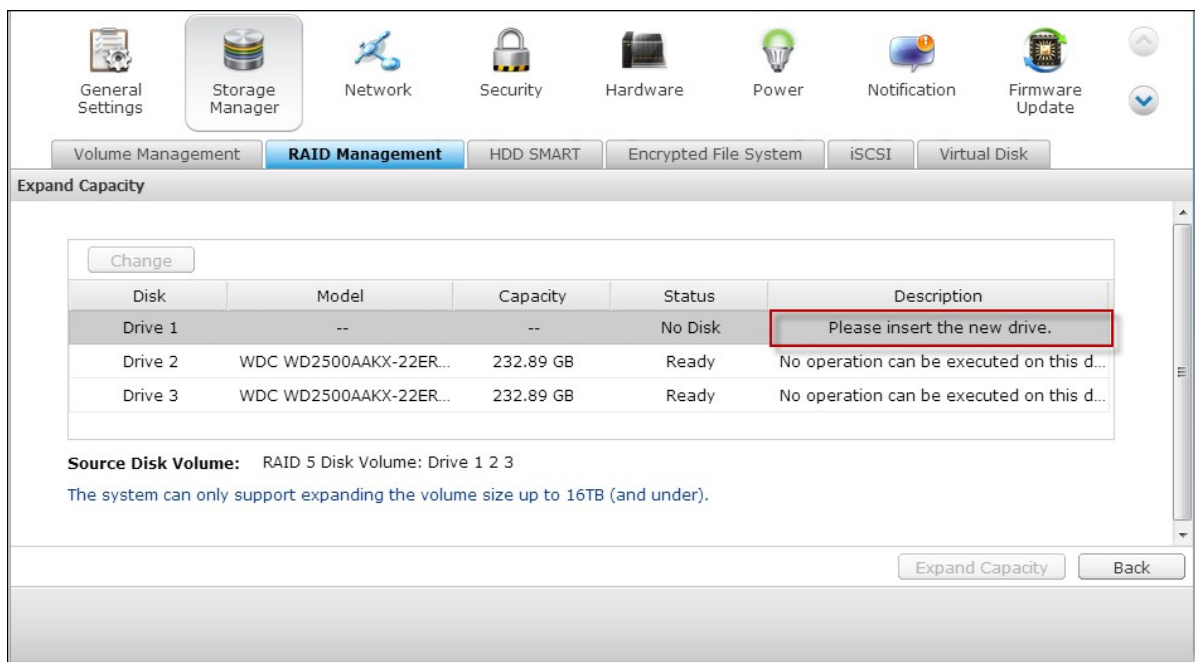 General Settings
Storage Manager
Network
Security
Hardware
Power
Notification
Firmware Update
Volume Management
RAID Management
HDD SMART
Encrypted File System
iSCSI
Virtual Disk
Expand Capacity
Change
Disk Model Capacity Status Description
Drive 1 -- -- No Disk Please insert the new drive.
Drive 2 WDC WD2500AAKX-22ER... 232.89 GB Ready No operation can be executed on this d...
Drive 3 WDC WD2500AAKX-22ER... 232.89 GB Ready No operation can be executed on this d...
Source Disk Volume: RAID 5 Disk Volume: Drive 1 2 3
The system can only support expanding the volume size up to 16TB (and under).
Expand Capacity
Back